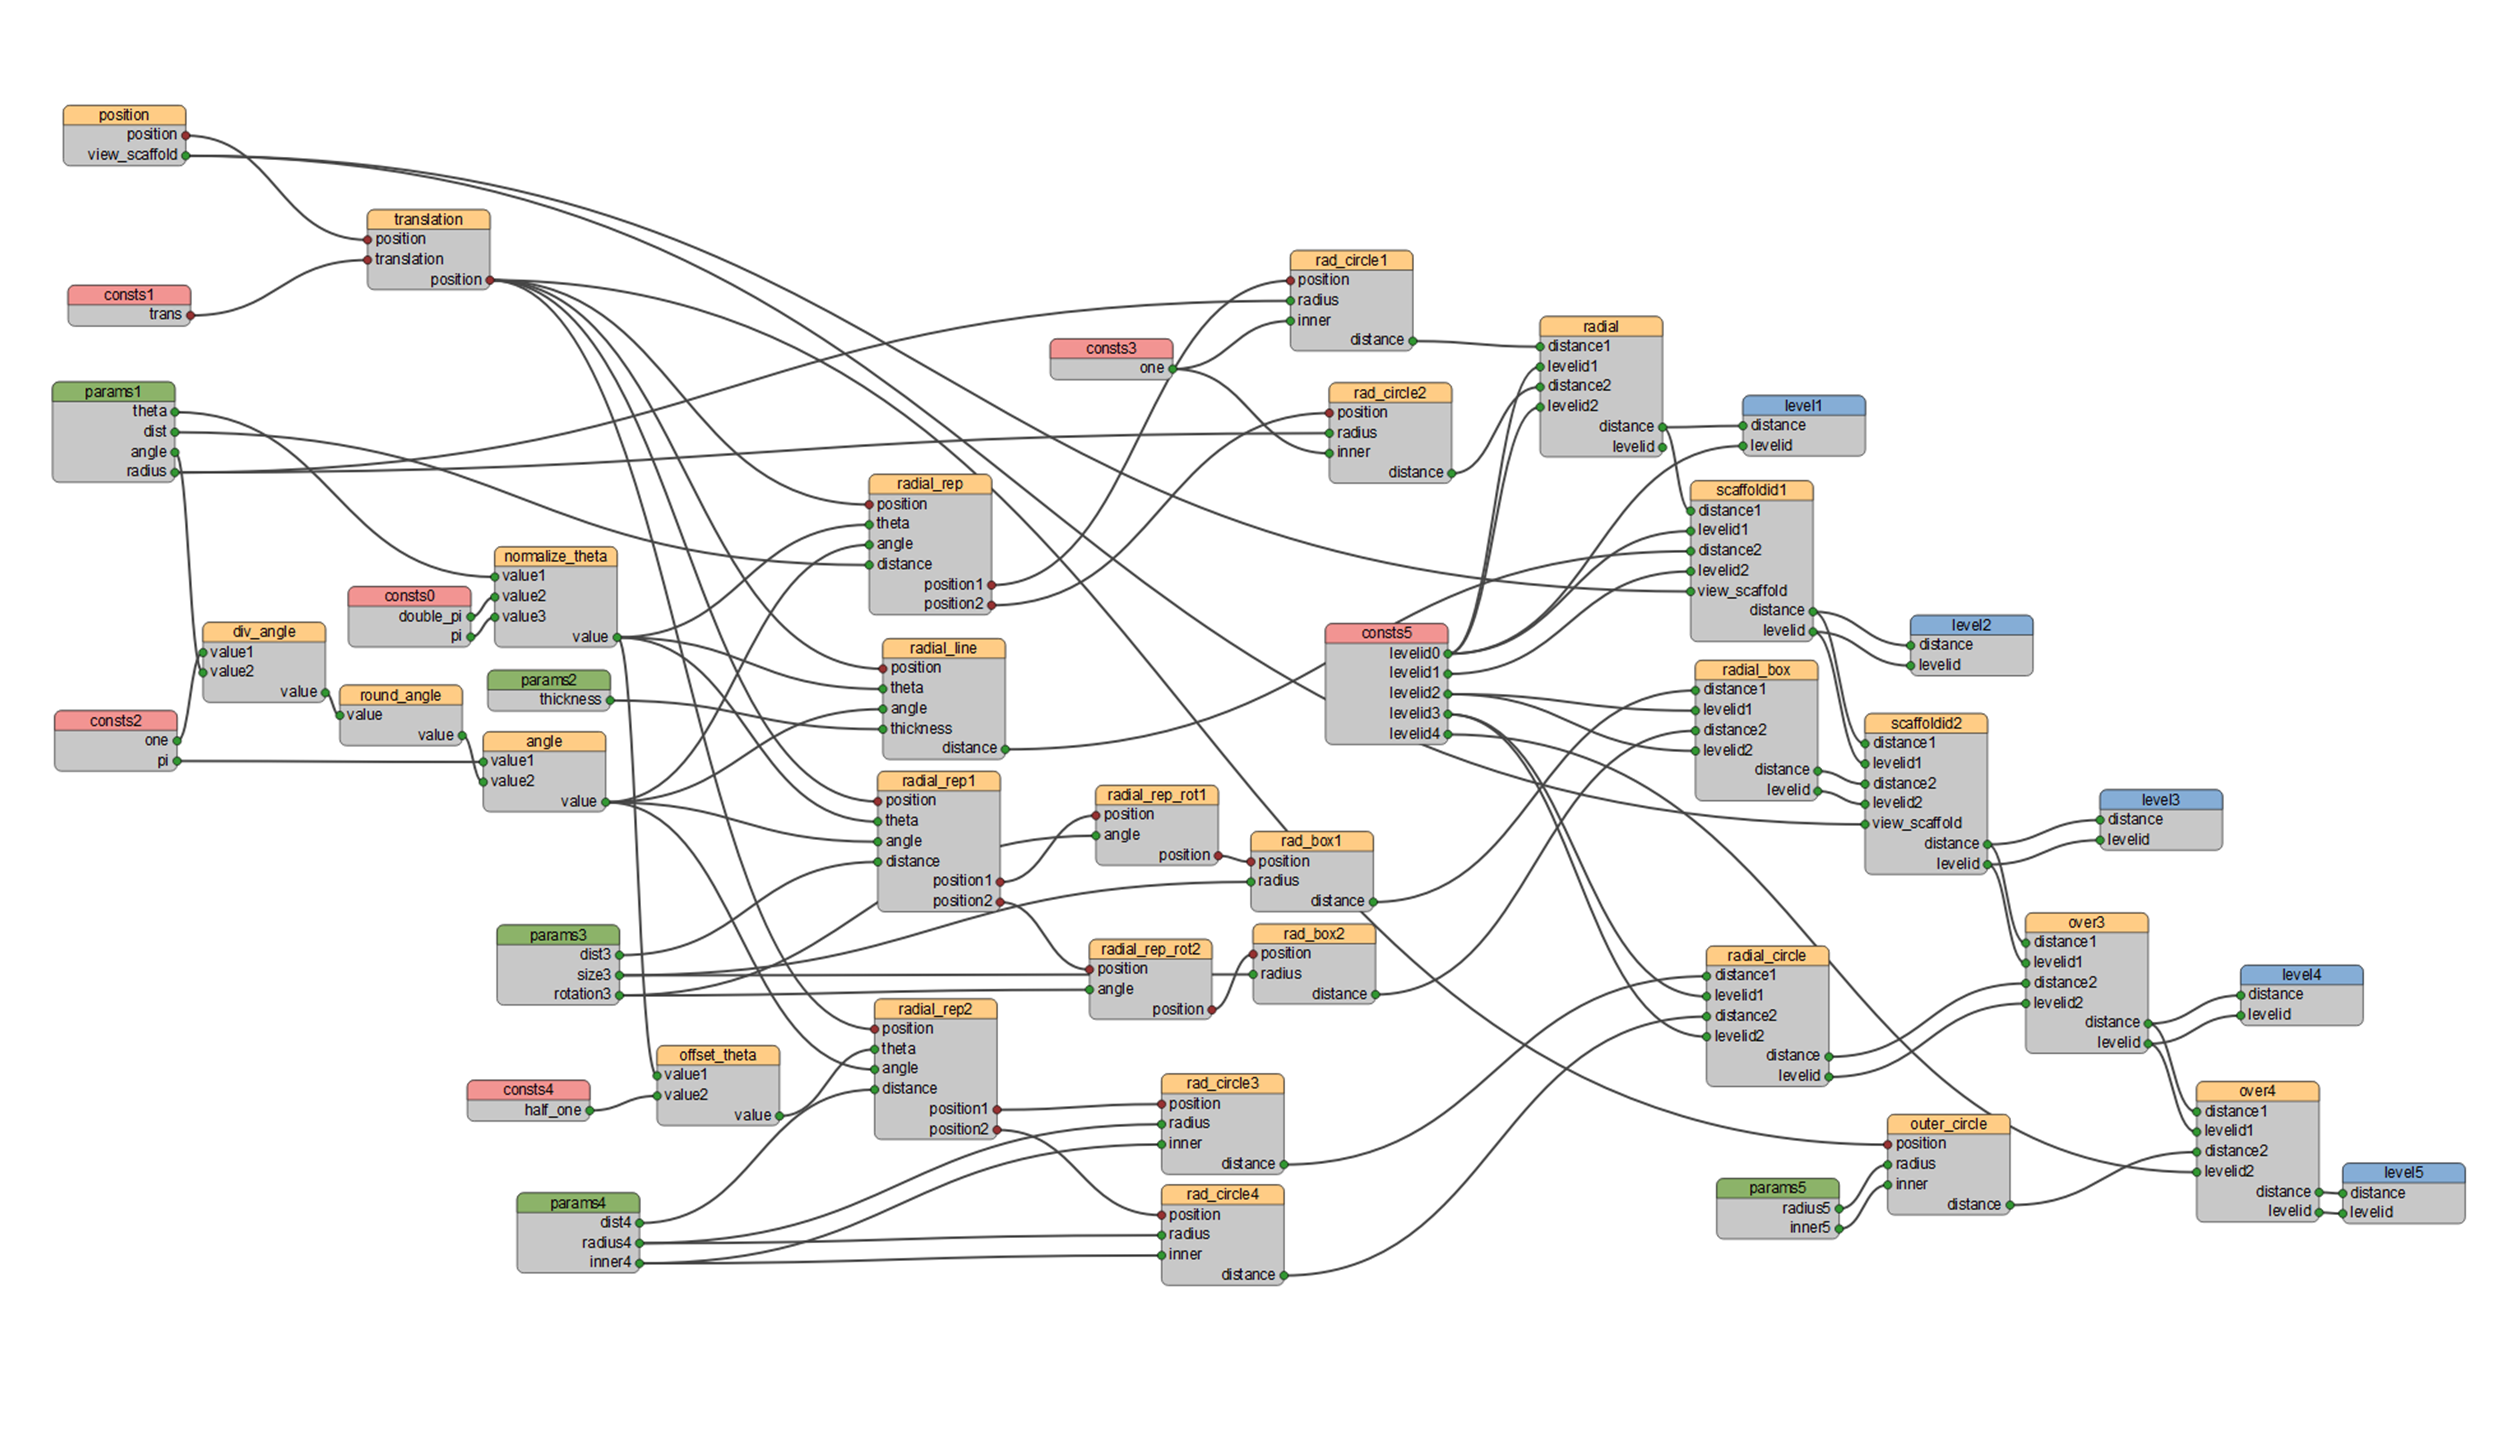 position
position
view_scaffold
translation
position
translation
position
consts1
trans
params1
theta
dist
angle
radius
normalize_theta
value1
value2
value3
value
consts0
double_pi
pi
div_angle
value1
value2
value
round_angle
value
value
consts2
one
pi
angle
value1
value2
value
params2
thickness
radial_rep
position
theta
angle
distance
position1
position2
radial_line
position
theta
angle
thickness
distance
radial_rep1
position
theta
angle
distance
position1
position2
params3
dist3
size3
rotation3
radial_rep_rot1
position
angle
position
radial_rep_rot2
position
angle
position
radial_rep2
position
theta
angle
distance
position1
position2
offset_theta
value1
value2
value
consts4
half_one
params4
dist4
radius4
inner4
consts3
one
rad_circle1
position
radius
inner
distance
rad_circle2
position
radius
inner
distance
rad_box1
position
radius
distance
rad_box2
position
radius
distance
rad_circle3
position
radius
inner
distance
rad_circle4
position
radius
inner
distance
consts5
levelid0
levelid1
levelid2
levelid3
levelid4
radial
distance1
levelid1
distance2
levelid2
distance
levelid
level1
distance
levelid
scaffoldid1
distance1
levelid1
distance2
levelid2
view_scaffold
distance
levelid
level2
distance
levelid
radial_box
distance1
levelid1
distance2
levelid2
distance
levelid
scaffoldid2
distance1
levelid1
distance2
levelid2
view_scaffold
distance
levelid
level3
distance
levelid
radial_circle
distance1
levelid1
distance2
levelid2
distance
levelid
over3
distance1
levelid1
distance2
levelid2
distance
levelid
level4
distance
levelid
outer_circle
position
radius
inner
distance
params5
radius5
inner5
over4
distance1
levelid1
distance2
levelid2
distance
levelid
level5
distance
levelid